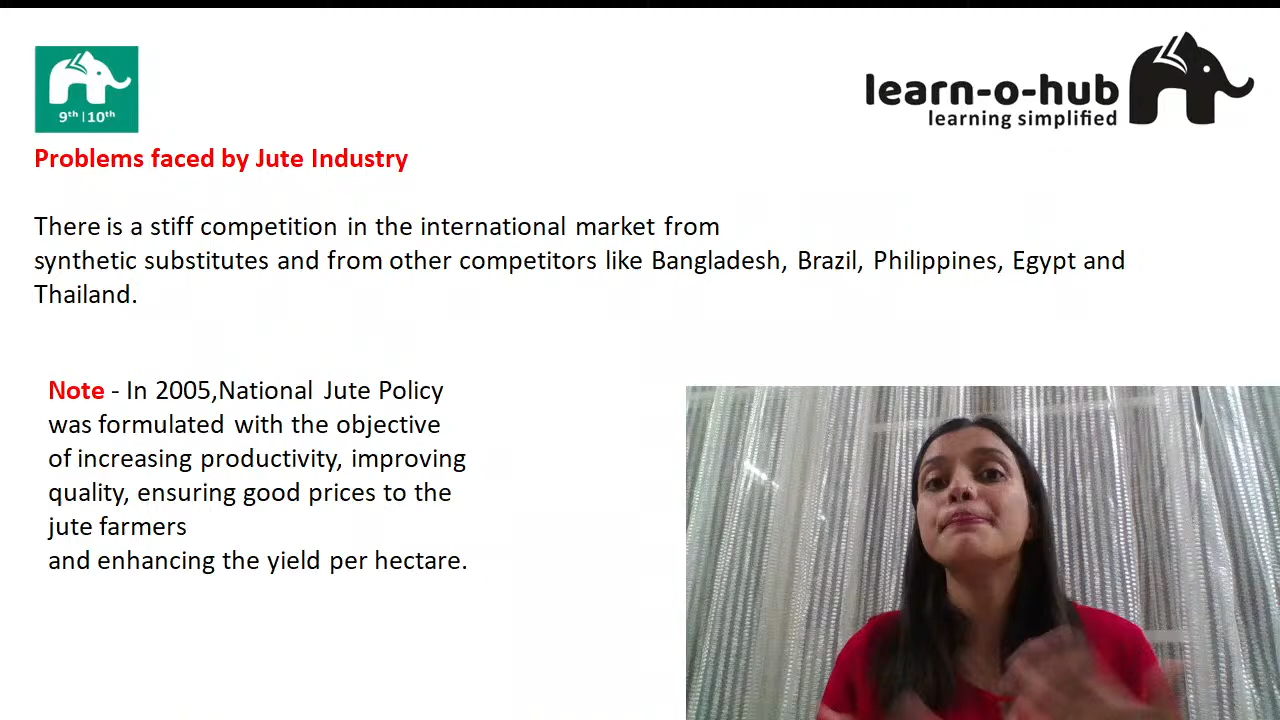 9th | 10th
learn-o-hub
learning simplified
Problems faced by Jute Industry
There is a stiff competition in the international market from
synthetic substitutes and from other competitors like Bangladesh, Brazil, Philippines, Egypt and
Thailand.
Note - In 2005,National Jute Policy
was formulated with the objective
of increasing productivity, improving
quality, ensuring good prices to the
jute farmers
and enhancing the yield per hectare.